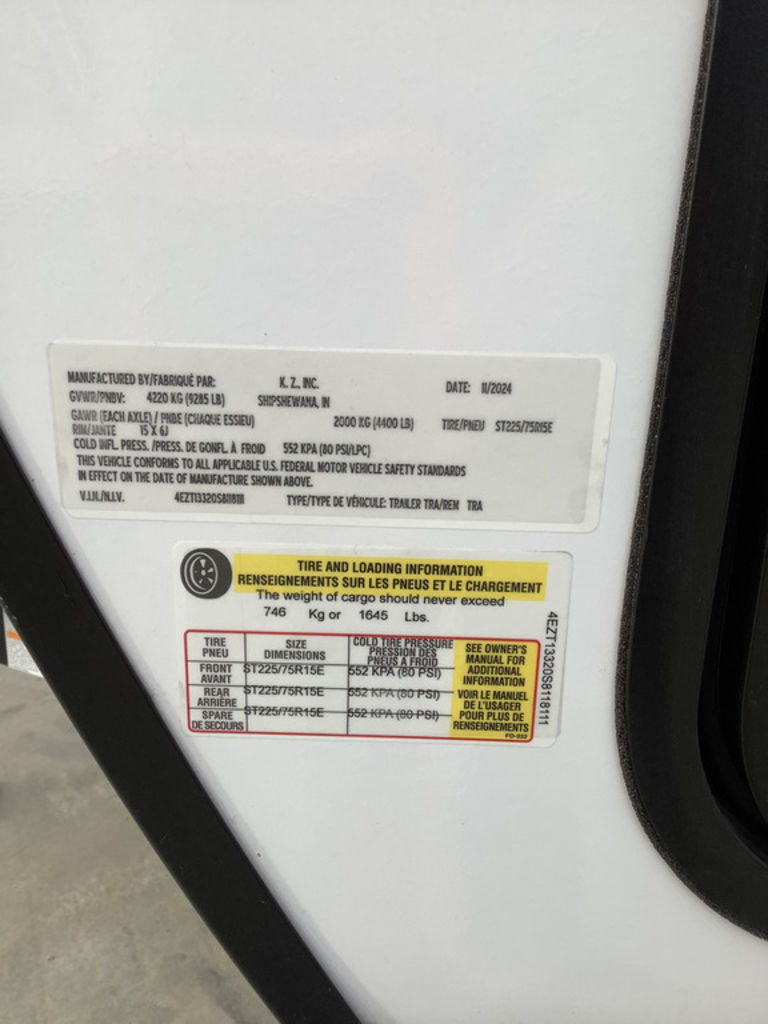 MANUFACTURED BY/FABRIQUÉ PAR: K. Z., INC. DATE: 11/2024
GVWR/PNBV: 4220 KG (9285 LB) SHIPSHEWANA, IN
GAWR (EACH AXLE) / PNBE (CHAQUE ESSIEU) 2000 KG (4400 LB) TIRE/PNEU ST225/75R15E
RIM/JANTE 15 X 6J
COLD INFL. PRESS. /PRESS. DE GONFL. À FROID 552 KPA (80 PSI/LPC)
THIS VEHICLE CONFORMS TO ALL APPLICABLE U.S. FEDERAL MOTOR VEHICLE SAFETY STANDARDS
IN EFFECT ON THE DATE OF MANUFACTURE SHOWN ABOVE.
V.I.N./N.I.V. 4EZT13320S8118111 TYPE/TYPE DE VÉHICULE: TRAILER TRA/REM TRA
TIRE AND LOADING INFORMATION
RENSEIGNEMENTS SUR LES PNEUS ET LE CHARGEMENT
The weight of cargo should never exceed
746 Kg or 1645 Lbs.
TIRE
PNEU
SIZE
DIMENSIONS
COLD TIRE PRESSURE
PRESSION DES
PNEUS A FROID
FRONT
AVANT
ST225/75R15E
552 KPA (80 PSI)
REAR
ARRIÈRE
ST225/75R15E
552 KPA (80 PSI)
SPARE
DE SECOURS
ST225/75R15E
552 KPA (80 PSI)
SEE OWNER'S
MANUAL FOR
ADDITIONAL
INFORMATION
VOIR LE MANUEL
DE L'USAGER
POUR PLUS DE
RENSEIGNEMENTS
4EZT13320S8118111